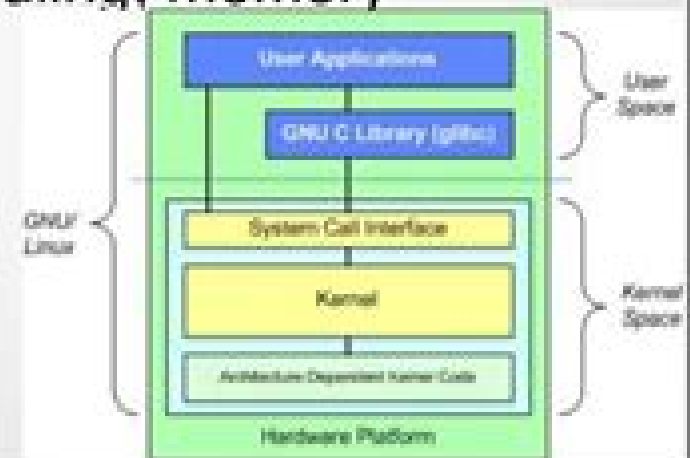 User Applications
GNU C Library (glibc)
User
Space
GNU/
Linux
System Call Interface
Kernel
Kernel
Space
Architecture Dependent Kernel Code
Hardware Platform